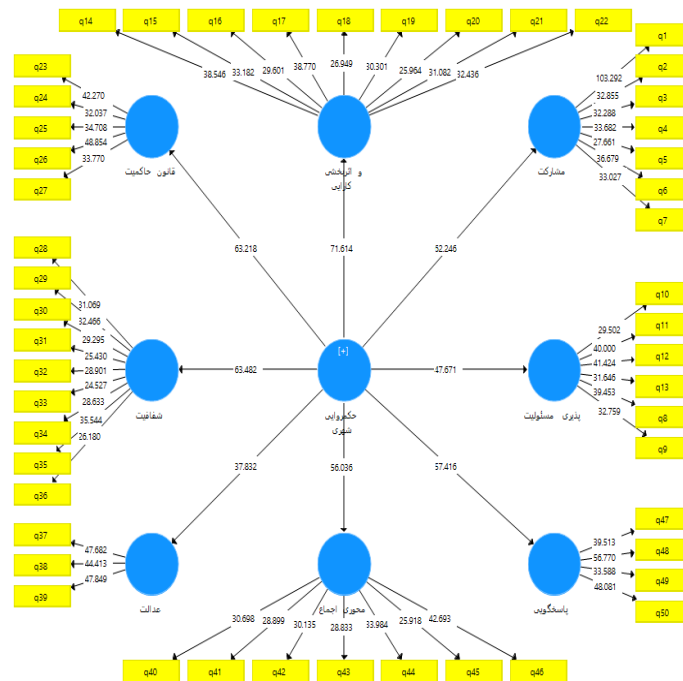 q14 q15 q16 q17 q18 q19 q20 q21 q22
38.546 33.182 29.601 38.770 26.949 30.301 25.964 31.082 32.436
q23
q24
q25
q26
q27
42.270
32.037
34.708
48.854
33.770
قانون حاکمیت
و اثربخشی
کارایی
مشارکت
q1
q2
q3
q4
q5
q6
q7
103.292
32.855
32.288
33.682
27.661
36.679
33.027
63.218
71.614
52.246
q28
q29
q30
q31
q32
q33
q34
q35
q36
31.069
32.466
29.295
25.430
28.901
24.527
28.633
35.544
26.180
شفافیت
63.482
[+]
حکمروایی
شهری
47.671
پذیری مسئولیت
q10
q11
q12
q13
q8
q9
29.502
40.000
41.424
31.646
39.453
32.759
37.832
56.036
57.416
q37
q38
q39
47.682
44.413
47.849
عدالت
محوری اجماع
پاسخگویی
q47
q48
q49
q50
39.513
56.770
33.588
48.081
30.698 28.899 30.135 28.833 33.984 25.918 42.693
q40 q41 q42 q43 q44 q45 q46